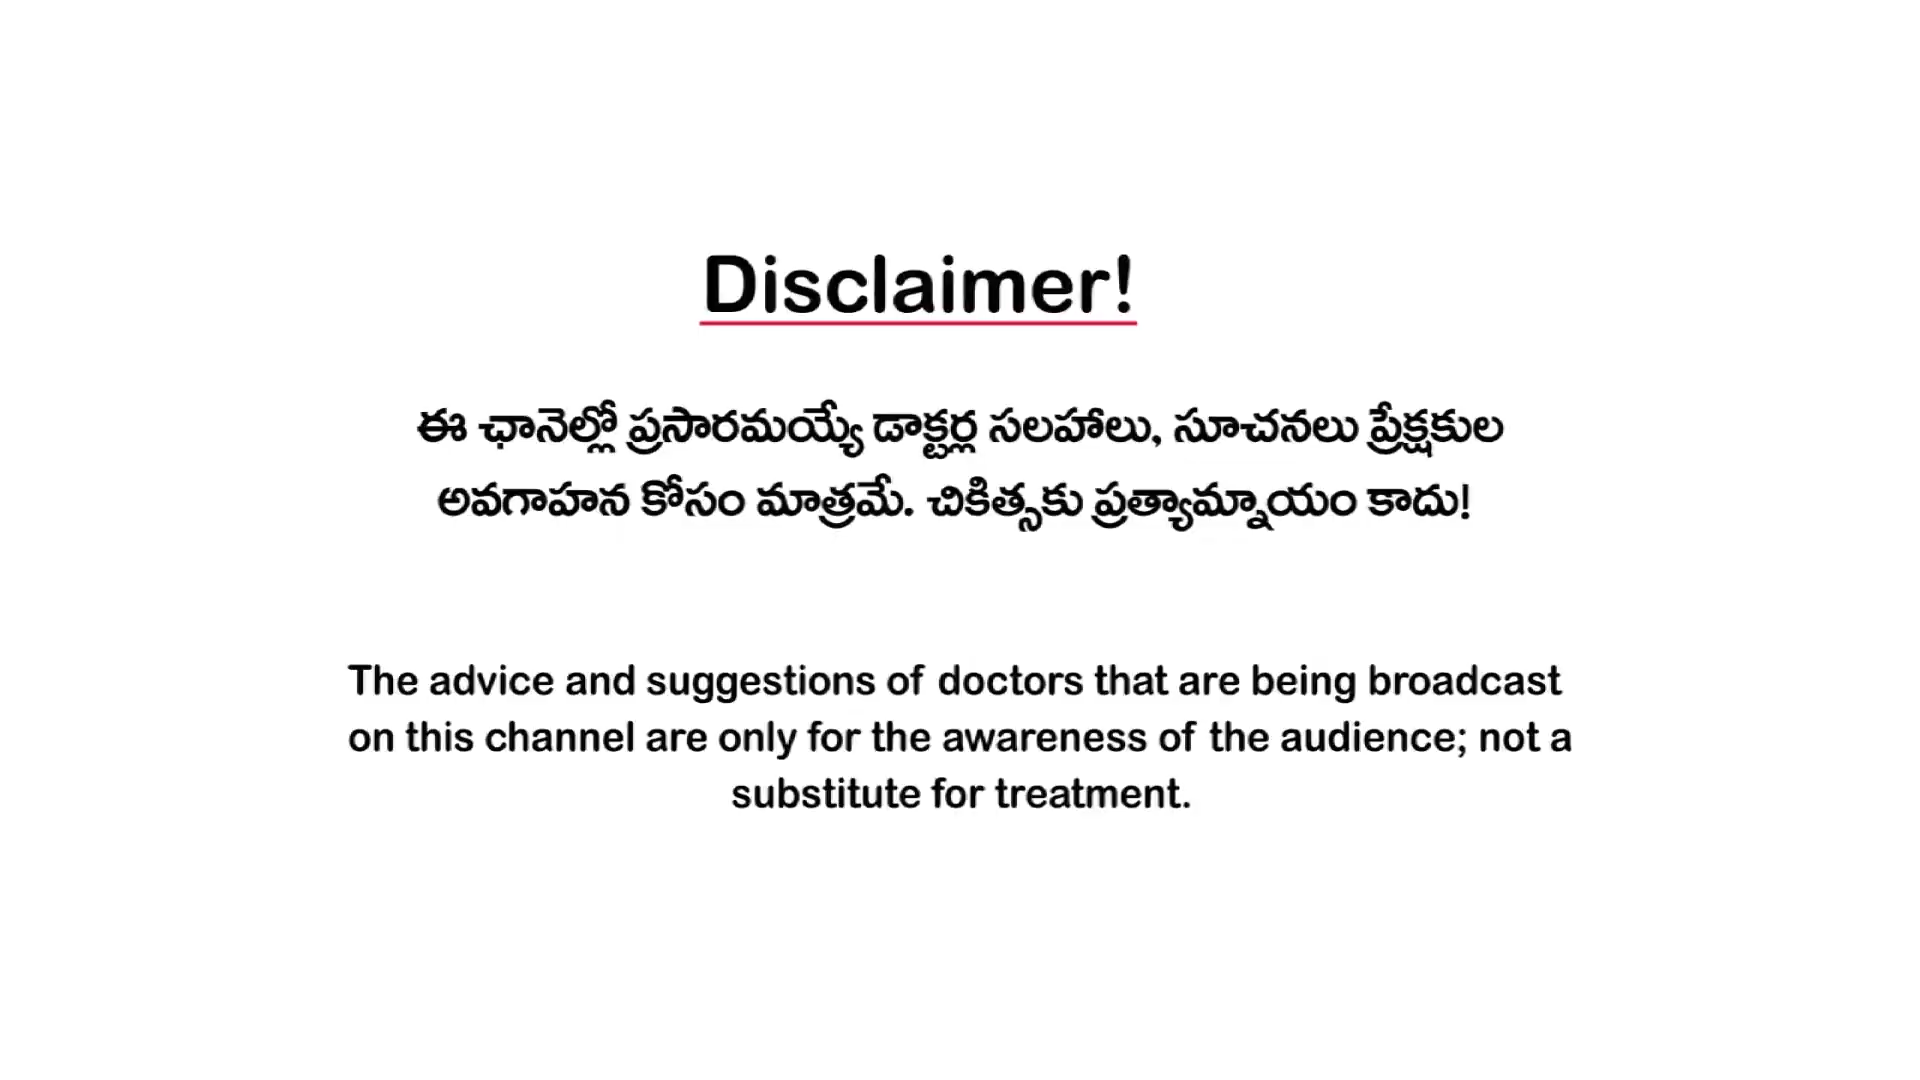 Disclaimer!
ఈ ఛానెల్లో ప్రసారమయ్యే డాక్టర్ల సలహాలు, సూచనలు ప్రేక్షకుల
అవగాహన కోసం మాత్రమే. చికిత్సకు ప్రత్యామ్నాయం కాదు!
The advice and suggestions of doctors that are being broadcast
on this channel are only for the awareness of the audience; not a
substitute for treatment.